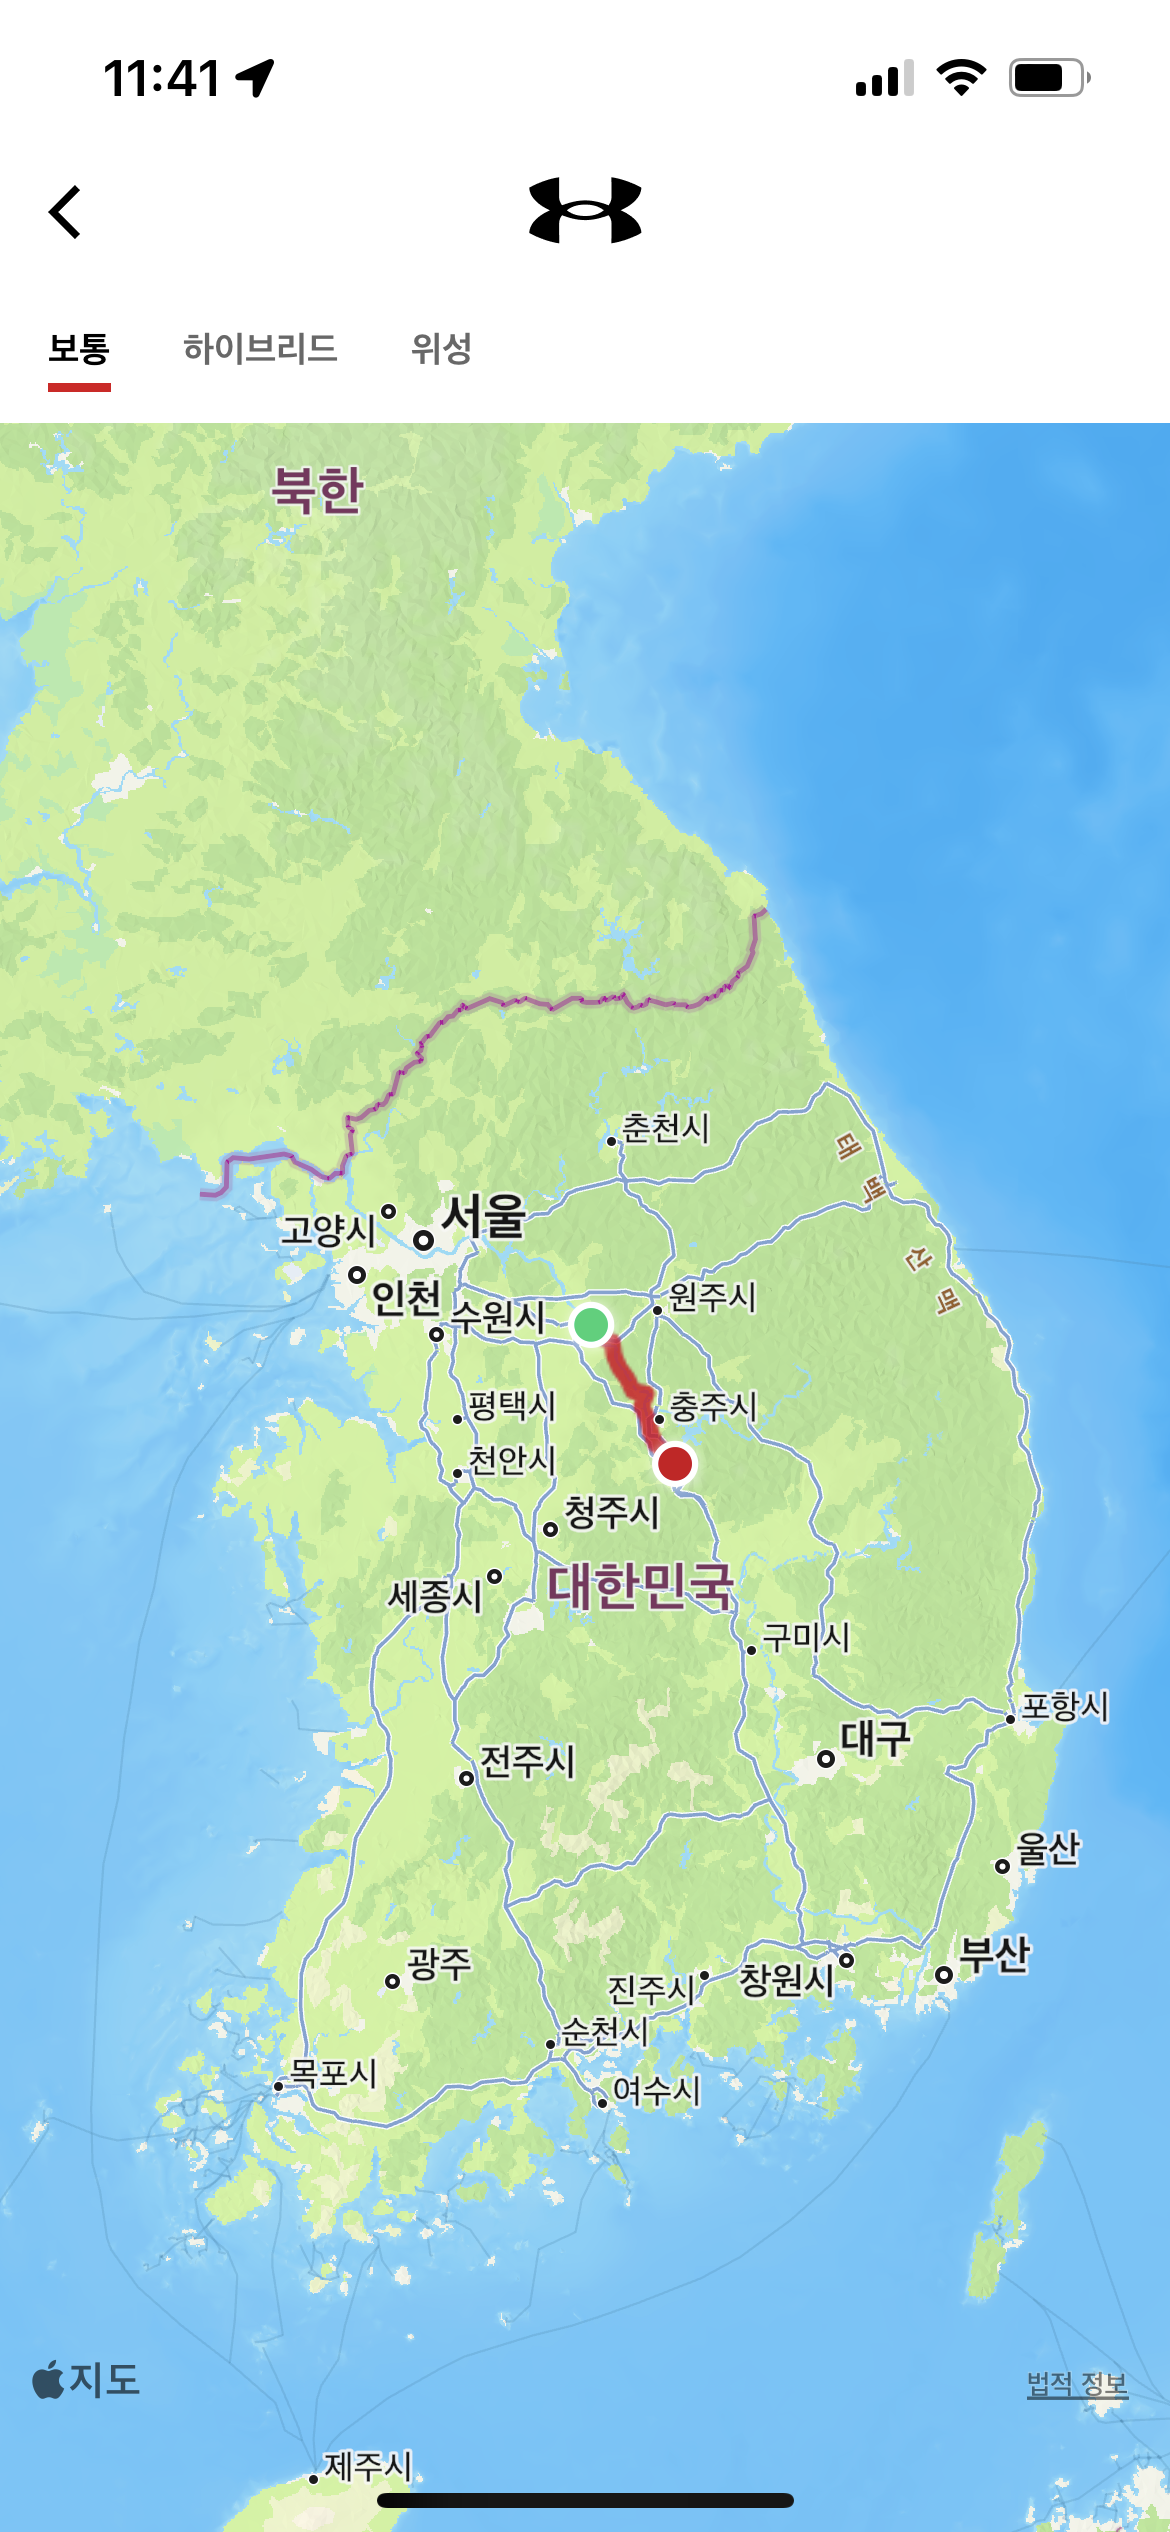 11:41
보통 하이브리드 위성
북한
춘천시
태백산맥
서울
고양시
인천
수원시
원주시
평택시
충주시
천안시
청주시
대한민국
세종시
구미시
포항시
대구
전주시
울산
부산
광주
창원시
진주시
순천시
목포시
여수시
지도
법적 정보
제주시